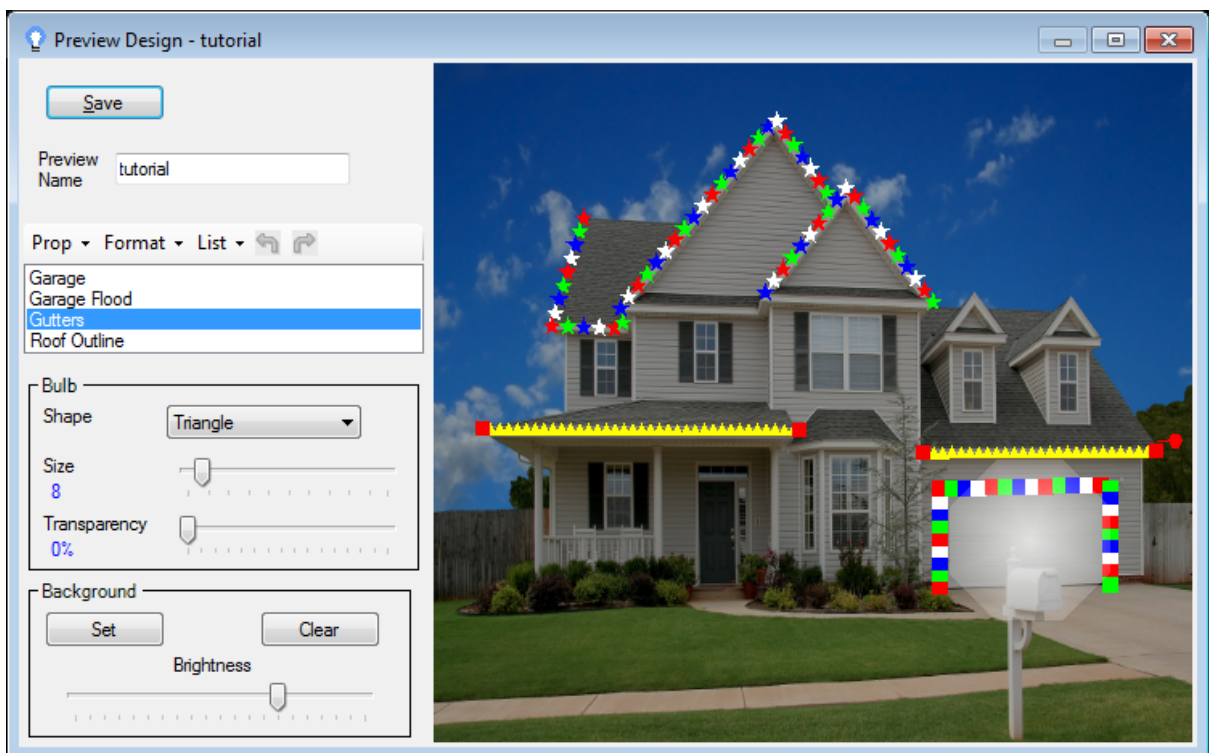 Preview Design - tutorial
Save
Preview
Name
tutorial
Prop
Format
List
Garage
Garage Flood
Gutters
Roof Outline
Bulb
Shape
Triangle
Size
8
Transparency
0%
Background
Set
Clear
Brightness